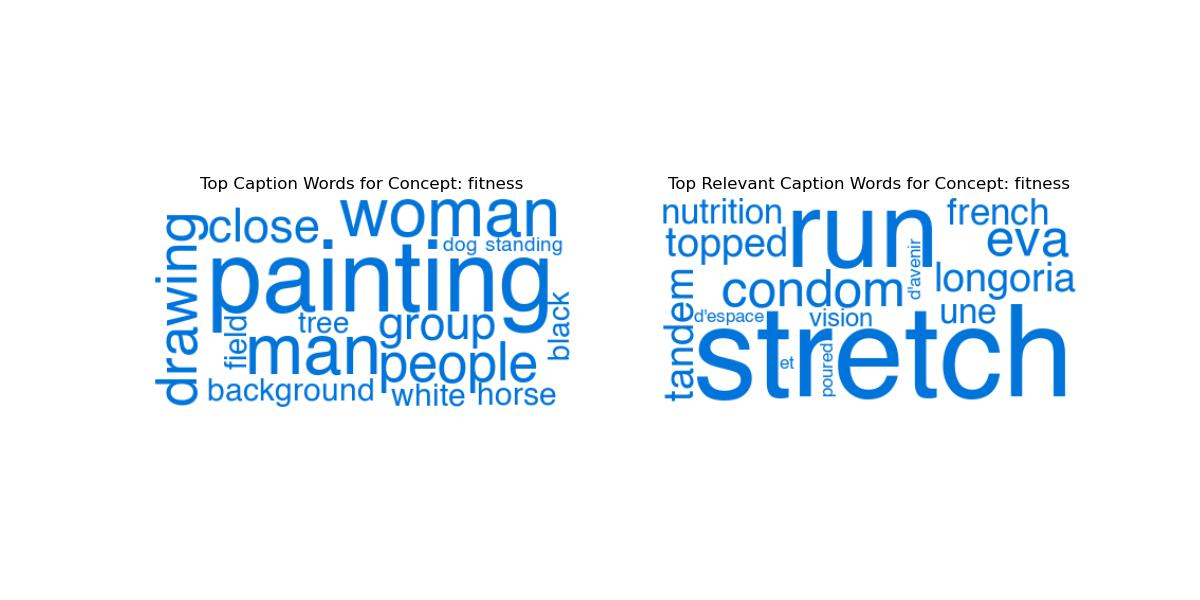 Top Caption Words for Concept: fitness
woman
close
dog standing
drawing
painting
black
tree
group
field
man
people
background
white
horse
Top Relevant Caption Words for Concept: fitness
nutrition
run
french
topped
eva
d'avenir
longoria
condom
tandem
d'espace
vision
une
stretch
et
poured